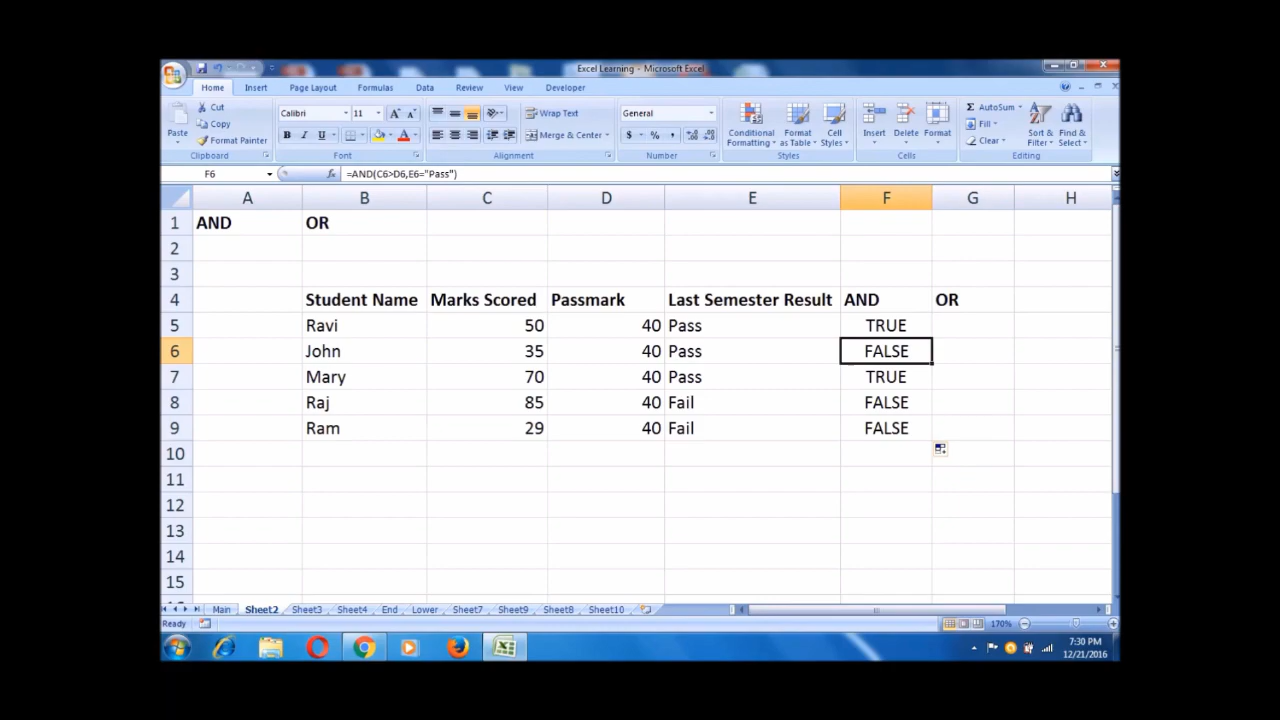 Excel Learning - Microsoft Excel
Home Insert Page Layout Formulas Data Review View Developer
Paste Cut Copy Format Painter Clipboard
Calibri 11 B I U Font
Wrap Text Merge & Center Alignment
General $ % , Number
Conditional Formatting Format as Table Cell Styles Styles
Insert Delete Format Cells
AutoSum Fill Clear Sort & Filter Find & Select Editing
F6 fx =AND(C6>D6,E6="Pass")
A B C D E F G H
1 AND OR
2
3
4 Student Name Marks Scored Passmark Last Semester Result AND OR
5 Ravi 50 40 Pass TRUE
6 John 35 40 Pass FALSE
7 Mary 70 40 Pass TRUE
8 Raj 85 40 Fail FALSE
9 Ram 29 40 Fail FALSE
10
11
12
13
14
15
Main Sheet2 Sheet3 Sheet4 End Lower Sheet7 Sheet9 Sheet8 Sheet10
Ready 170%
7:30 PM
12/21/2016